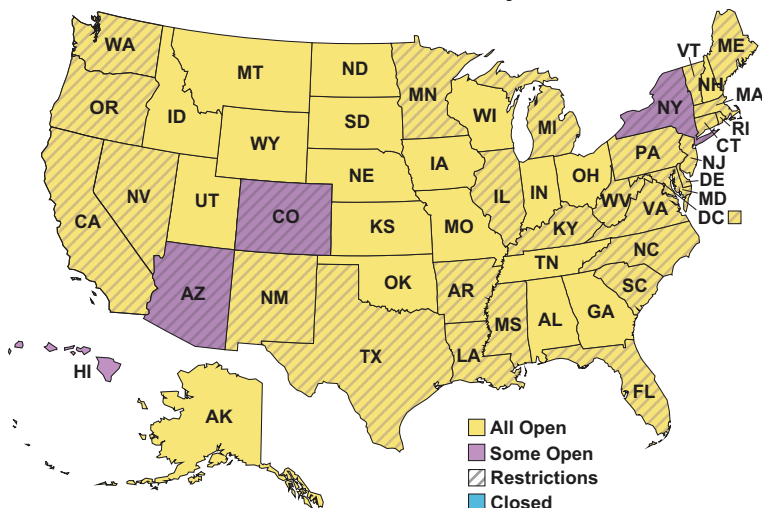 WA
OR
CA
NV
ID
MT
WY
UT
CO
AZ
NM
ND
SD
NE
KS
OK
TX
MN
IA
MO
AR
LA
WI
IL
MI
IN
OH
KY
TN
MS
AL
GA
FL
SC
NC
VA
WV
PA
NY
VT
NH
ME
MA
RI
CT
NJ
DE
MD
DC
HI
AK
All Open
Some Open
Restrictions
Closed